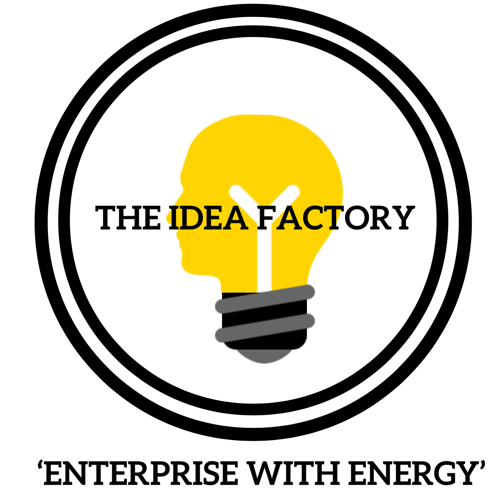 THE IDEA FACTORY
‘ENTERPRISE WITH ENERGY’